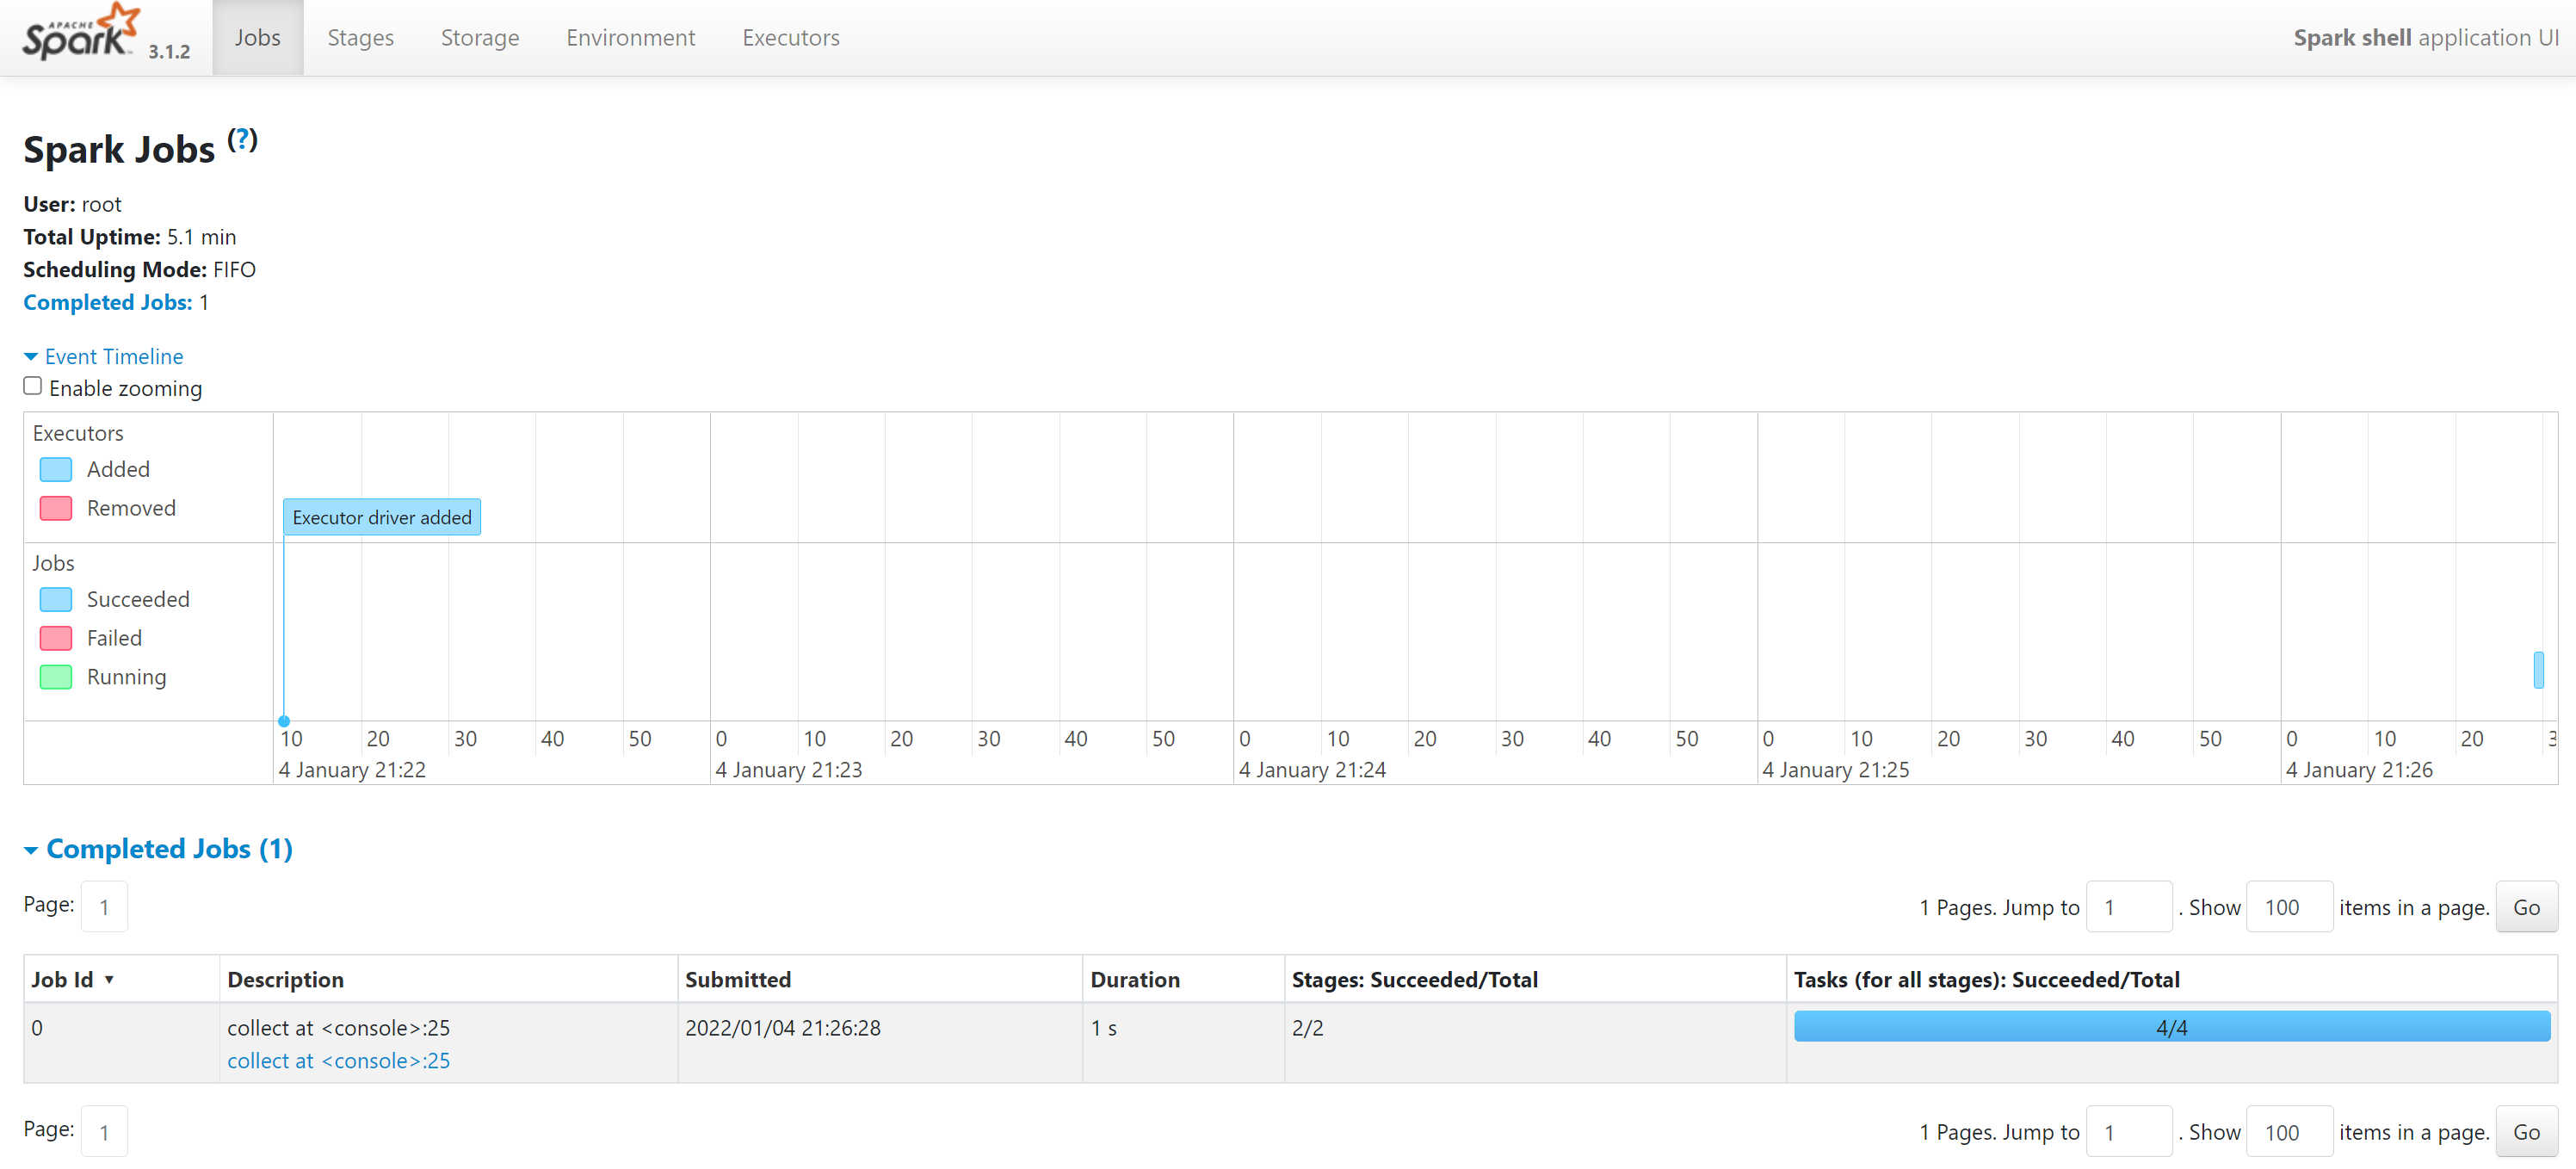 APACHE
Spark 3.1.2 Jobs Stages Storage Environment Executors Spark shell application UI
Spark Jobs (?)
User: root
Total Uptime: 5.1 min
Scheduling Mode: FIFO
Completed Jobs: 1
Event Timeline
Enable zooming
Executors
Added
Removed
Executor driver added
Jobs
Succeeded
Failed
Running
10 20 30 40 50 0 10 20 30 40 50 0 10 20 30 40 50 0 10 20 30 40 50 0 10 20
4 January 21:22 4 January 21:23 4 January 21:24 4 January 21:25 4 January 21:26
Completed Jobs (1)
Page: 1 1 Pages. Jump to 1 . Show 100 items in a page. Go
Job Id ▼ Description Submitted Duration Stages: Succeeded/Total Tasks (for all stages): Succeeded/Total
0 collect at <console>:25 2022/01/04 21:26:28 1 s 2/2 4/4
collect at <console>:25
Page: 1 1 Pages. Jump to 1 . Show 100 items in a page. Go